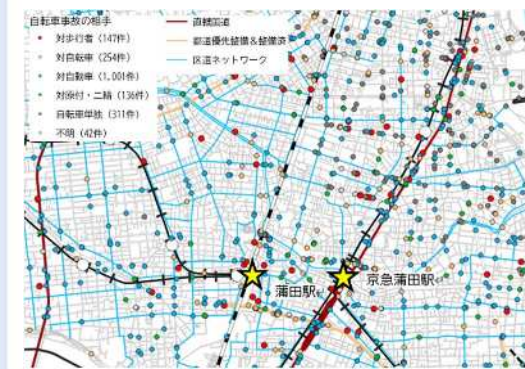 自転車事故の相手
対歩行者（147件）
対自転車（254件）
対自動車（1,001件）
対原付・二輪（136件）
自転車単独（311件）
不明（42件）
直轄国道
都道優先整備＆整備済
区道ネットワーク
蒲田駅
京急蒲田駅